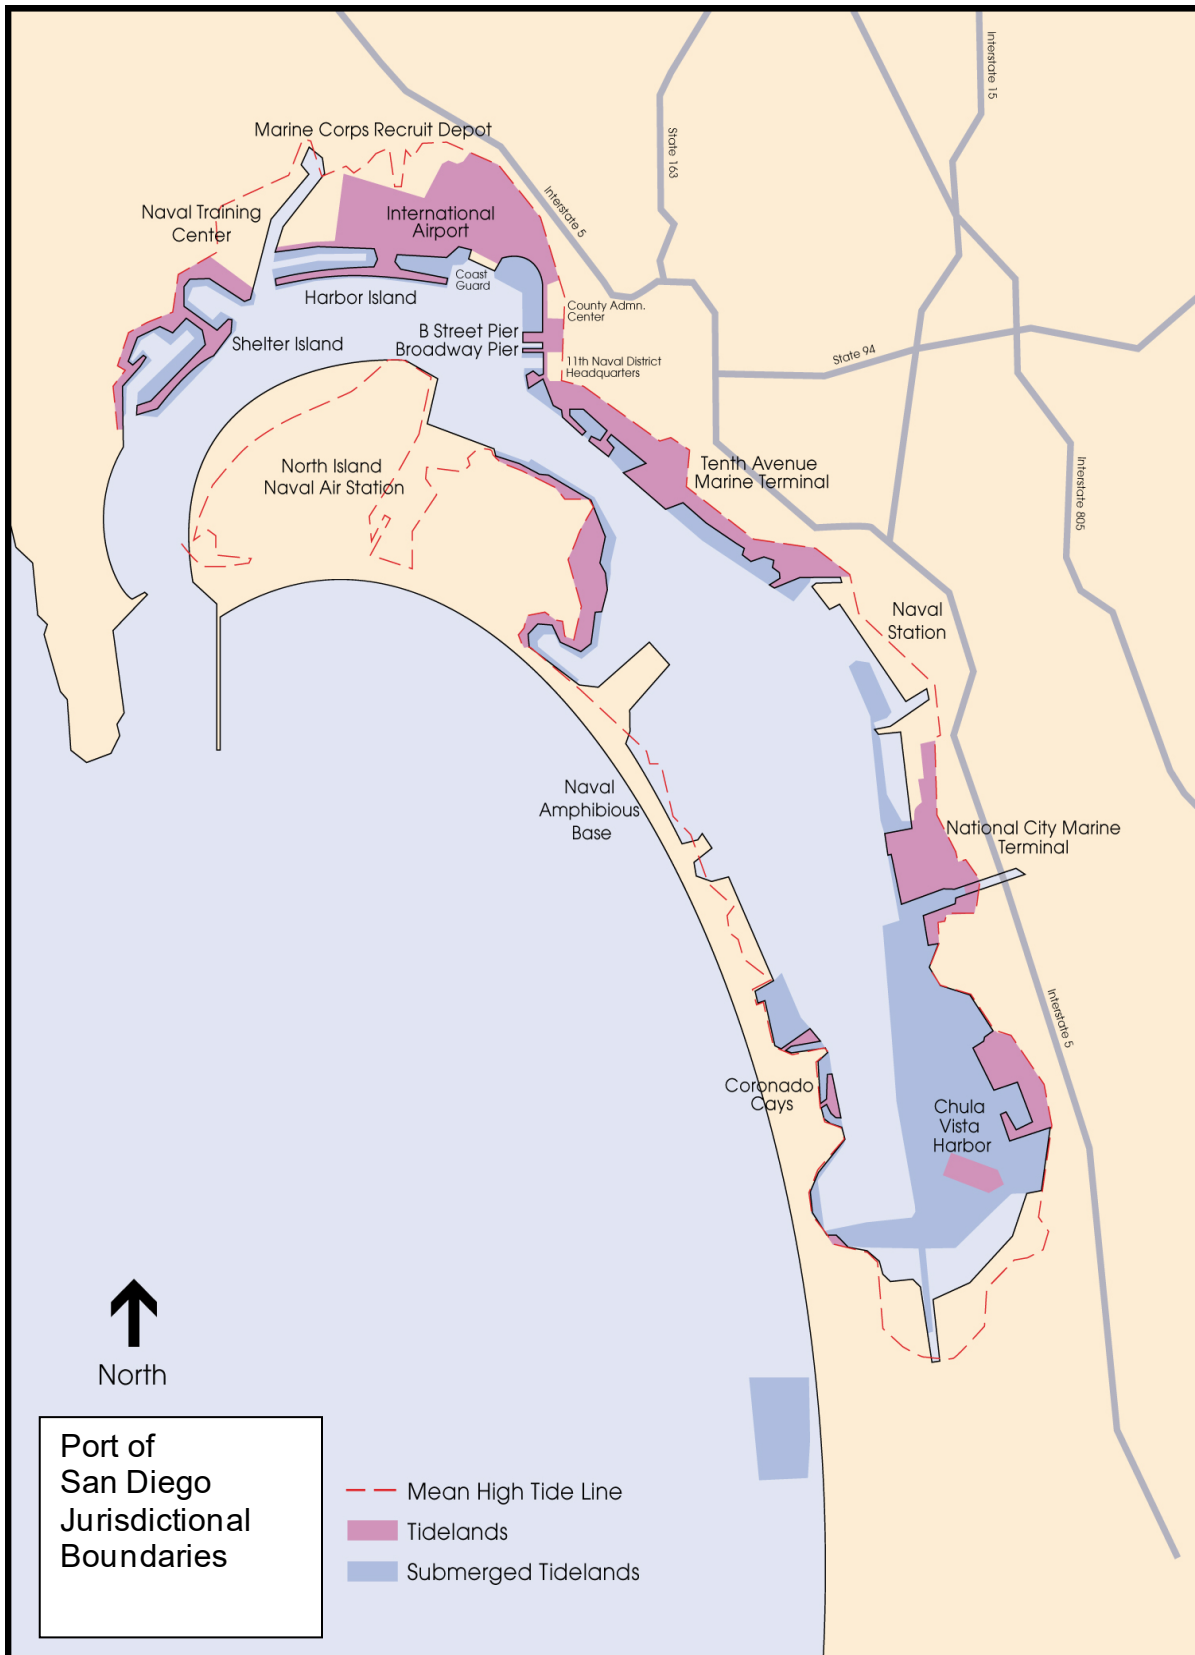 Interstate 15
Marine Corps Recruit Depot
State 163
Interstate 5
Naval Training
Center
International
Airport
Coast
Guard
Harbor Island
County Admn.
Center
B Street Pier
Broadway Pier
Shelter Island
11th Naval District
Headquarters
State 94
North Island
Naval Air Station
Tenth Avenue
Marine Terminal
Interstate 805
Naval
Station
Naval
Amphibious
Base
National City Marine
Terminal
Interstate 5
Coronado
Cays
Chula
Vista
Harbor
North
Port of
San Diego
Jurisdictional
Boundaries
Mean High Tide Line
Tidelands
Submerged Tidelands